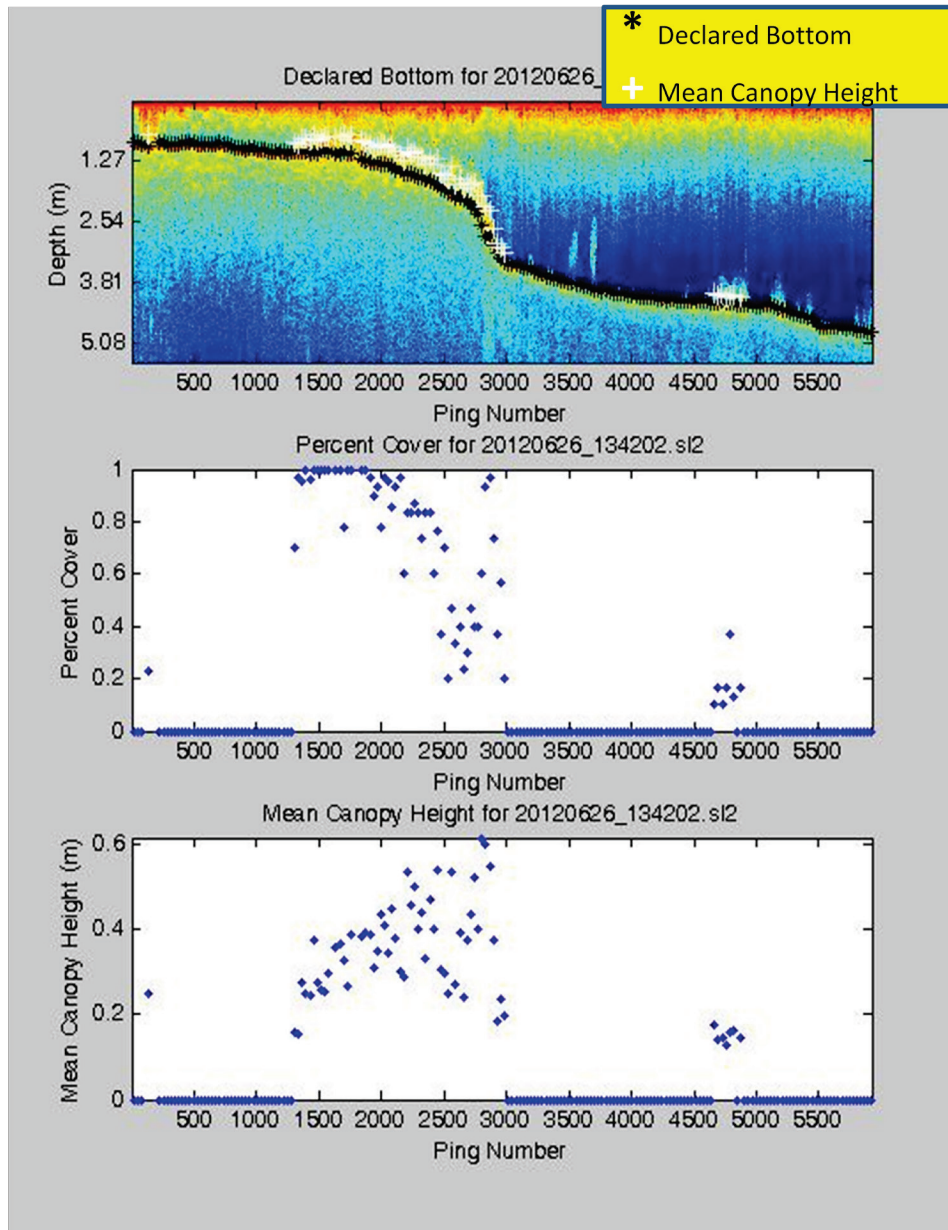 * Declared Bottom
+ Mean Canopy Height
Declared Bottom for 20120626_
Depth (m)
1.27
2.54
3.81
5.08
500 1000 1500 2000 2500 3000 3500 4000 4500 5000 5500
Ping Number
Percent Cover for 20120626_134202.sl2
Percent Cover
1
0.8
0.6
0.4
0.2
0
500 1000 1500 2000 2500 3000 3500 4000 4500 5000 5500
Ping Number
Mean Canopy Height for 20120626_134202.sl2
Mean Canopy Height (m)
0.6
0.4
0.2
0
500 1000 1500 2000 2500 3000 3500 4000 4500 5000 5500
Ping Number